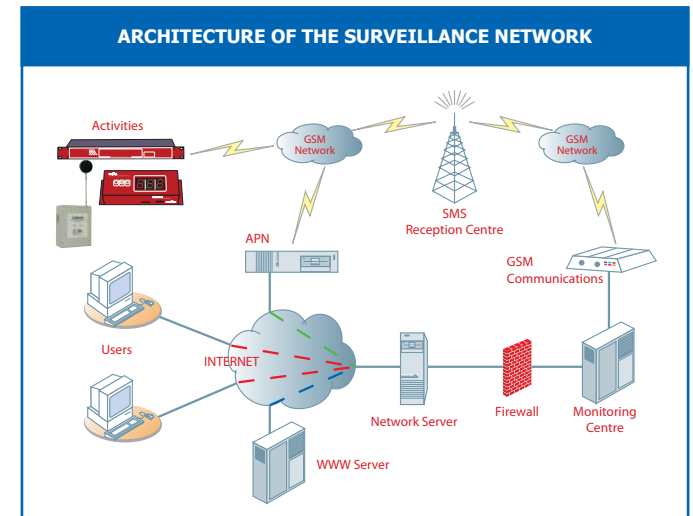 ARCHITECTURE OF THE SURVEILLANCE NETWORK
Activities
GSM
Network
GSM
Network
SMS
Reception Centre
APN
GSM
Communications
Users
INTERNET
Network Server
Firewall
Monitoring
Centre
WWW Server